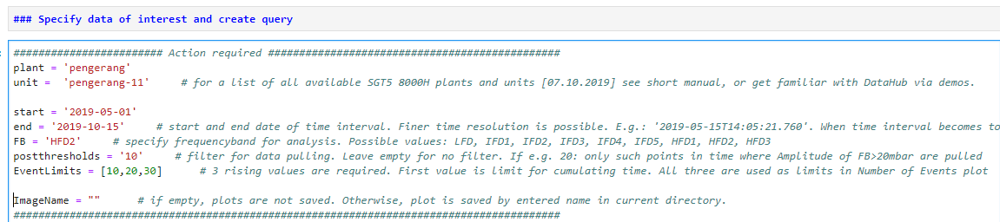 ### Specify data of interest and create query
######################## Action required ###############################################
plant = 'pengerang'
unit =  'pengerang-11'     # for a list of all available SGT5 8000H plants and units [07.10.2019] see short manual, or get familiar with DataHub via demos.
start = '2019-05-01'
end = '2019-10-15'     # start and end date of time interval. Finer time resolution is possible. E.g.: '2019-05-15T14:05:21.760'. When time interval becomes to
FB = 'HFD2'     # specify frequencyband for analysis. Possible values: LFD, IFD1, IFD2, IFD3, IFD4, IFD5, HFD1, HFD2, HFD3
postthresholds = '10'     # filter for data pulling. Leave empty for no filter. If e.g. 20: only such points in time where Amplitude of FB>20mbar are pulled
EventLimits = [10,20,30]      # 3 rising values are required. First value is limit for cumulating time. All three are used as limits in Number of Events plot
ImageName = ""      # if empty, plots are not saved. Otherwise, plot is saved by entered name in current directory.
########################################################################################